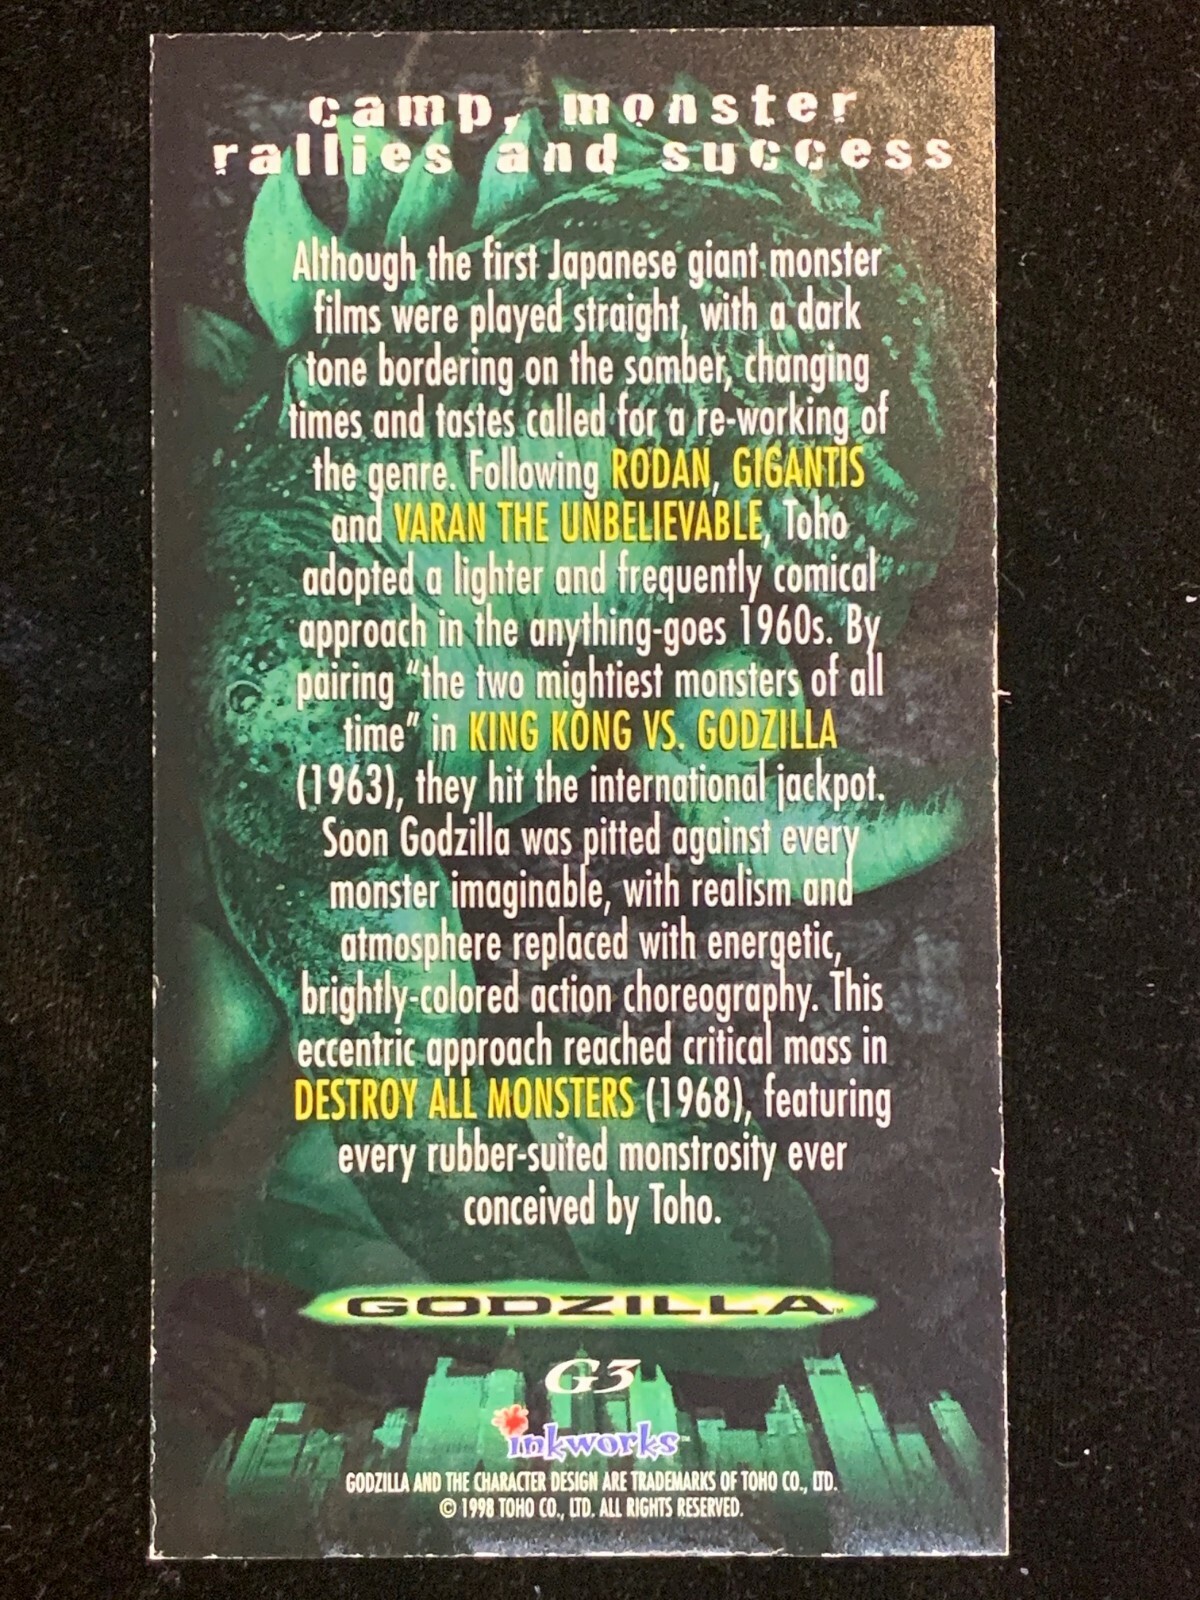 camp, monster
rallies and success
Although the first Japanese giant monster
films were played straight, with a dark
tone bordering on the somber, changing
times and tastes called for a re-working of
the genre. Following RODAN, GIGANTIS
and VARAN THE UNBELIEVABLE, Toho
adopted a lighter and frequently comical
approach in the anything-goes 1960s. By
pairing “the two mightiest monsters of all
time” in KING KONG VS. GODZILLA
(1963), they hit the international jackpot.
Soon Godzilla was pitted against every
monster imaginable, with realism and
atmosphere replaced with energetic,
brightly-colored action choreography. This
eccentric approach reached critical mass in
DESTROY ALL MONSTERS (1968), featuring
every rubber-suited monstrosity ever
conceived by Toho.
GODZILLA™
G3
inkworks™
GODZILLA AND THE CHARACTER DESIGN ARE TRADEMARKS OF TOHO CO., LTD.
© 1998 TOHO CO., LTD. ALL RIGHTS RESERVED.